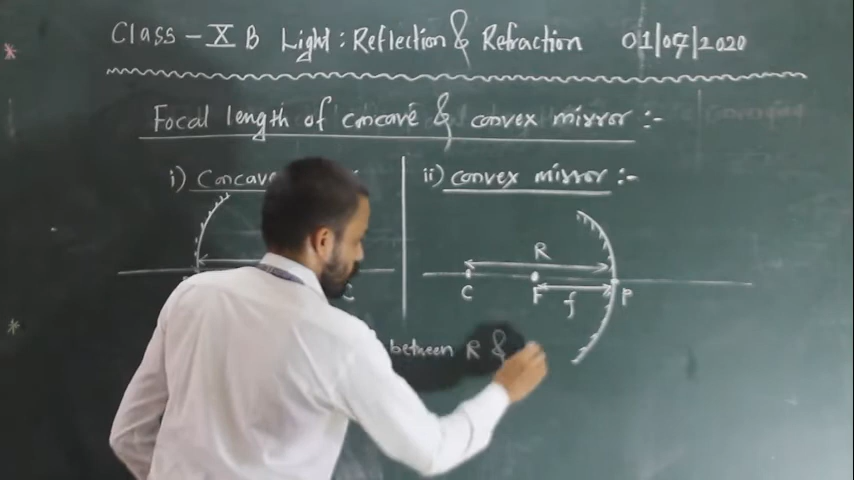 Class - X B Light : Reflection & Refraction 01/07/2020
Focal length of concave & convex mirror :-
i) Concav
ii) convex mirror :-
R
C F f P
C
between R &